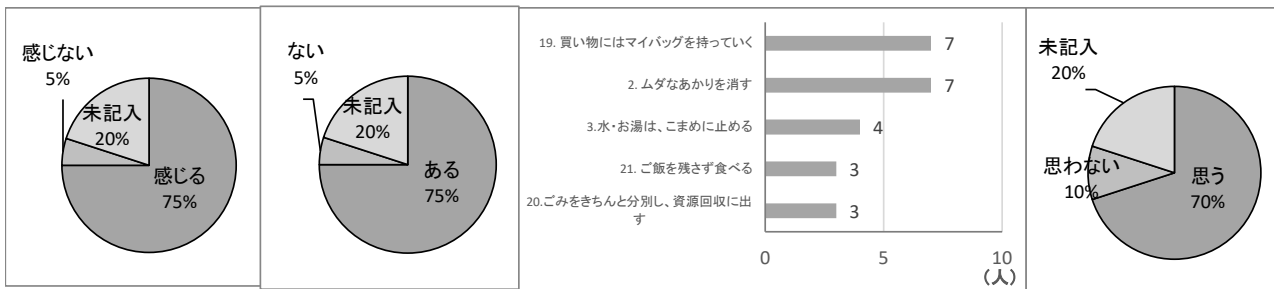 感じない
5%
未記入
20%
感じる
75%
ない
5%
未記入
20%
ある
75%
19. 買い物にはマイバッグを持っていく
7
2. ムダなあかりを消す
7
3.水・お湯は、こまめに止める
4
21. ご飯を残さず食べる
3
20.ごみをきちんと分別し、資源回収に出
す
3
0
5
10
(人)
未記入
20%
思わない
10%
思う
70%